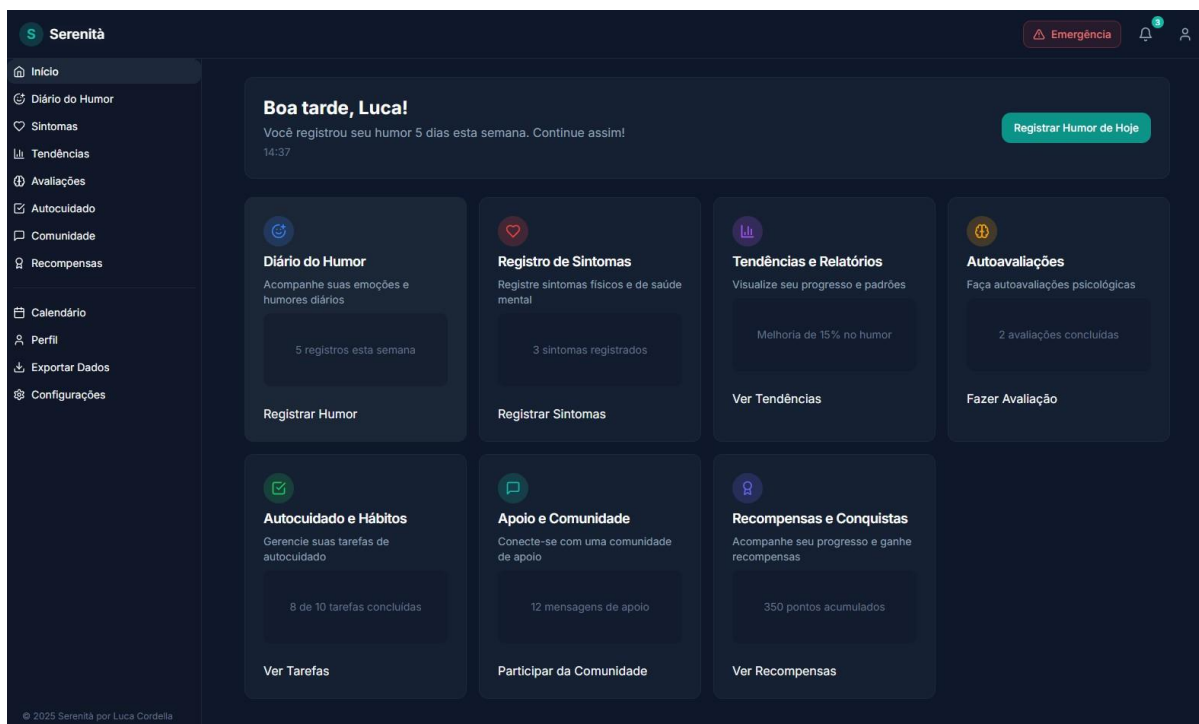 S Serenità
Emergência
3
Início
Diário do Humor
Sintomas
Tendências
Avaliações
Autocuidado
Comunidade
Recompensas
Calendário
Perfil
Exportar Dados
Configurações
© 2025 Serenità por Luca Cordella
Boa tarde, Luca!
Você registrou seu humor 5 dias esta semana. Continue assim!
14:37
Registrar Humor de Hoje
Diário do Humor
Acompanhe suas emoções e
humores diários
5 registros esta semana
Registrar Humor
Registro de Sintomas
Registre sintomas físicos e de saúde
mental
3 sintomas registrados
Registrar Sintomas
Tendências e Relatórios
Visualize seu progresso e padrões
Melhoria de 15% no humor
Ver Tendências
Autoavaliações
Faça autoavaliações psicológicas
2 avaliações concluídas
Fazer Avaliação
Autocuidado e Hábitos
Gerencie suas tarefas de
autocuidado
8 de 10 tarefas concluídas
Ver Tarefas
Apoio e Comunidade
Conecte-se com uma comunidade
de apoio
12 mensagens de apoio
Participar da Comunidade
Recompensas e Conquistas
Acompanhe seu progresso e ganhe
recompensas
350 pontos acumulados
Ver Recompensas